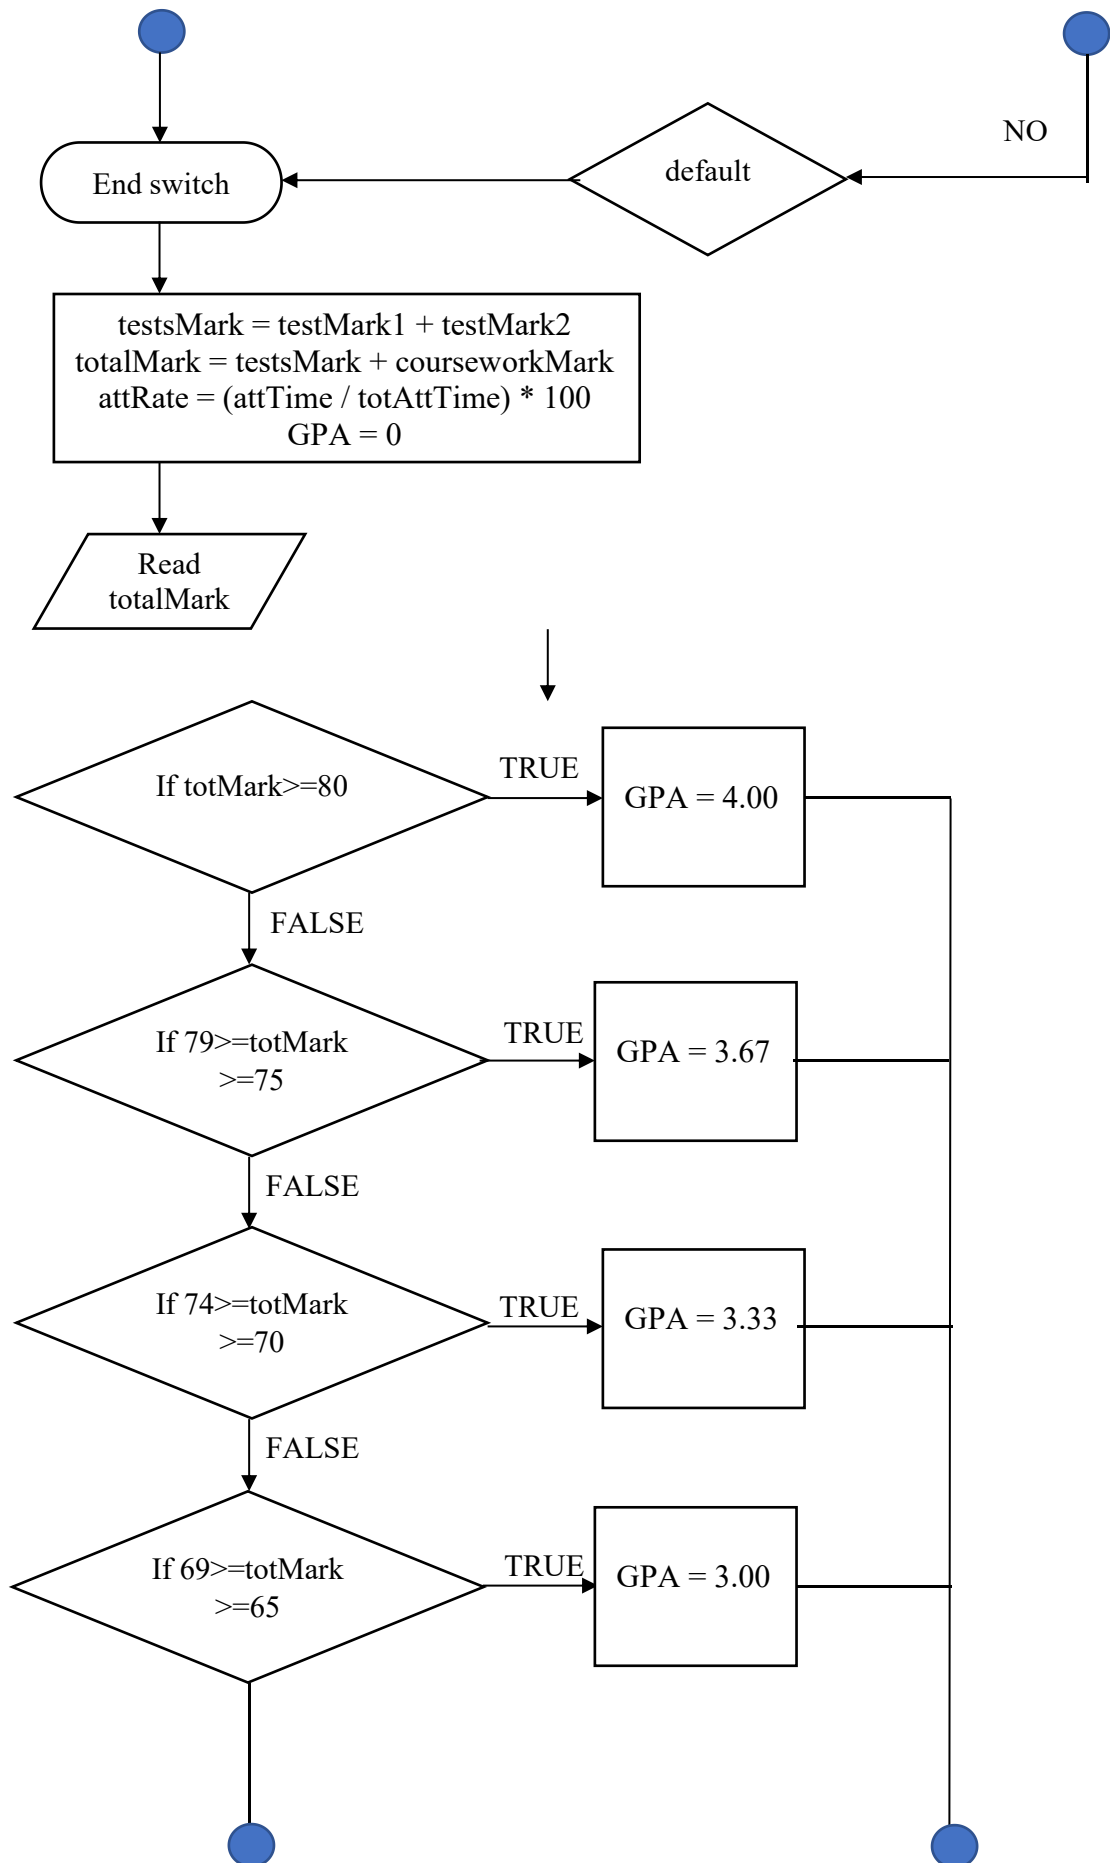 NO
default
End switch
testsMark = testMark1 + testMark2
totalMark = testsMark + courseworkMark
attRate = (attTime / totAttTime) * 100
GPA = 0
Read
totalMark
If totMark>=80
TRUE
GPA = 4.00
FALSE
If 79>=totMark
>=75
TRUE
GPA = 3.67
FALSE
If 74>=totMark
>=70
TRUE
GPA = 3.33
FALSE
If 69>=totMark
>=65
TRUE
GPA = 3.00